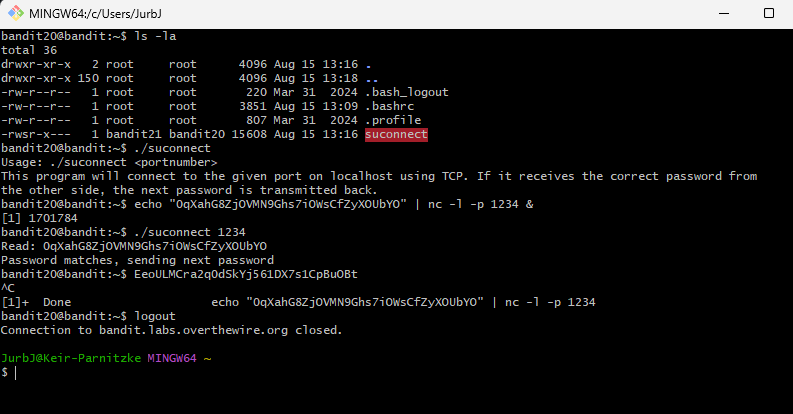 MINGW64:/c/Users/JurbJ
bandit20@bandit:~$ ls -la
total 36
drwxr-xr-x   2 root     root      4096 Aug 15 13:16 .
drwxr-xr-x 150 root     root      4096 Aug 15 13:18 ..
-rw-r--r--   1 root     root       220 Mar 31  2024 .bash_logout
-rw-r--r--   1 root     root      3851 Aug 15 13:09 .bashrc
-rw-r--r--   1 root     root       807 Mar 31  2024 .profile
-rwsr-x---   1 bandit21 bandit20 15608 Aug 15 13:16 suconnect
bandit20@bandit:~$ ./suconnect
Usage: ./suconnect <portnumber>
This program will connect to the given port on localhost using TCP. If it receives the correct password from
the other side, the next password is transmitted back.
bandit20@bandit:~$ echo "0qXahG8ZjOVMN9Ghs7iOWsCfZyXOUbYO" | nc -l -p 1234 &
[1] 1701784
bandit20@bandit:~$ ./suconnect 1234
Read: 0qXahG8ZjOVMN9Ghs7iOWsCfZyXOUbYO
Password matches, sending next password
bandit20@bandit:~$ EeoULMCra2q0dSkYj561DX7s1CpBuOBt
^C
[1]+  Done                    echo "0qXahG8ZjOVMN9Ghs7iOWsCfZyXOUbYO" | nc -l -p 1234
bandit20@bandit:~$ logout
Connection to bandit.labs.overthewire.org closed.
JurbJ@Keir-Parnitzke MINGW64 ~
$